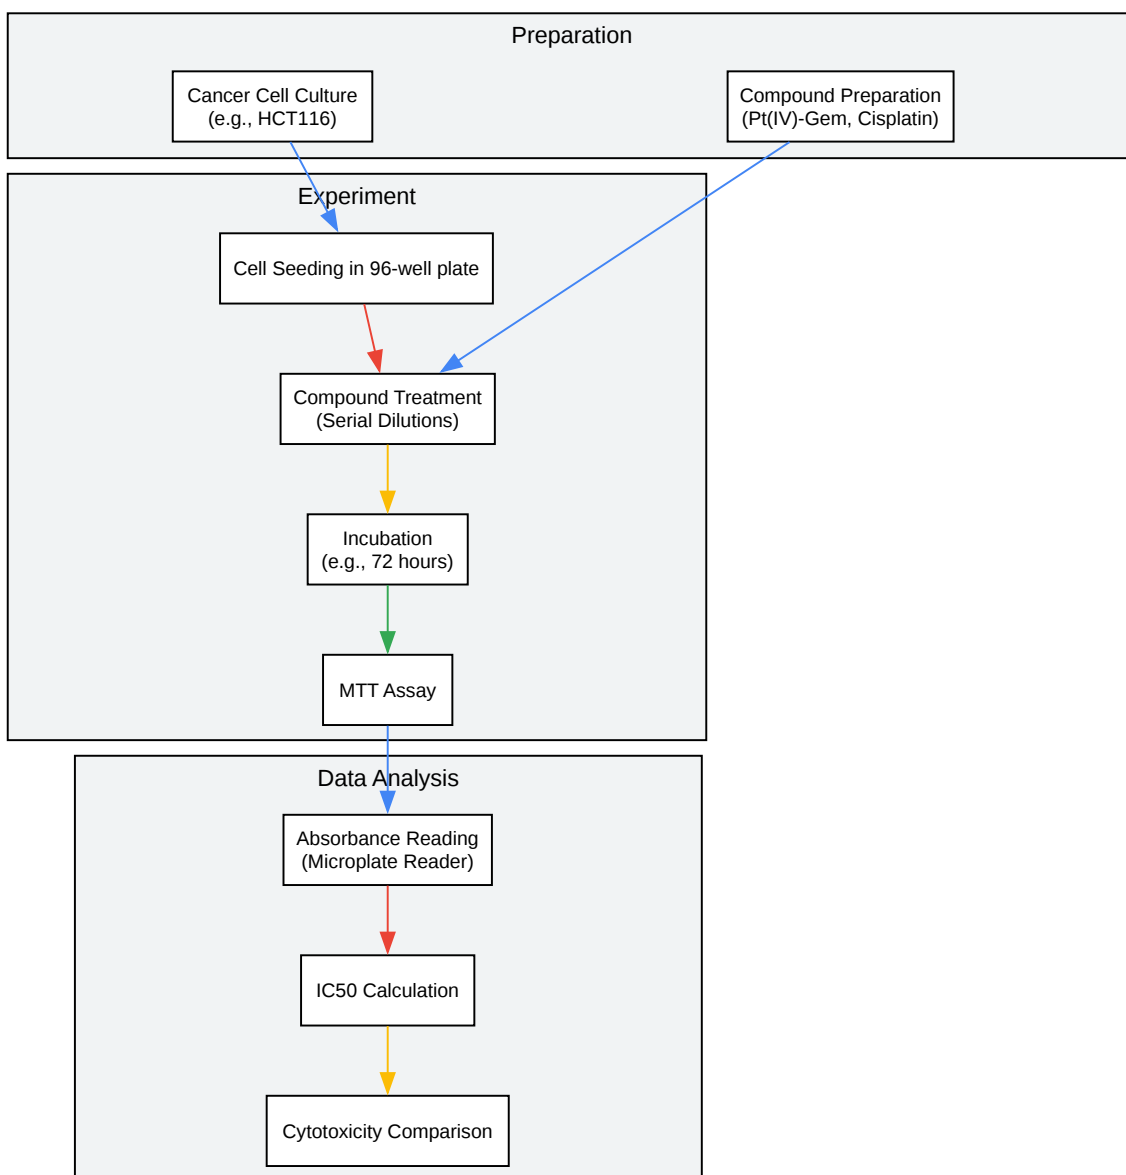 Preparation
Cancer Cell Culture
(e.g., HCT116)
Compound Preparation
(Pt(IV)-Gem, Cisplatin)
Experiment
Cell Seeding in 96-well plate
Compound Treatment
(Serial Dilutions)
Incubation
(e.g., 72 hours)
MTT Assay
Data Analysis
Absorbance Reading
(Microplate Reader)
IC50 Calculation
Cytotoxicity Comparison